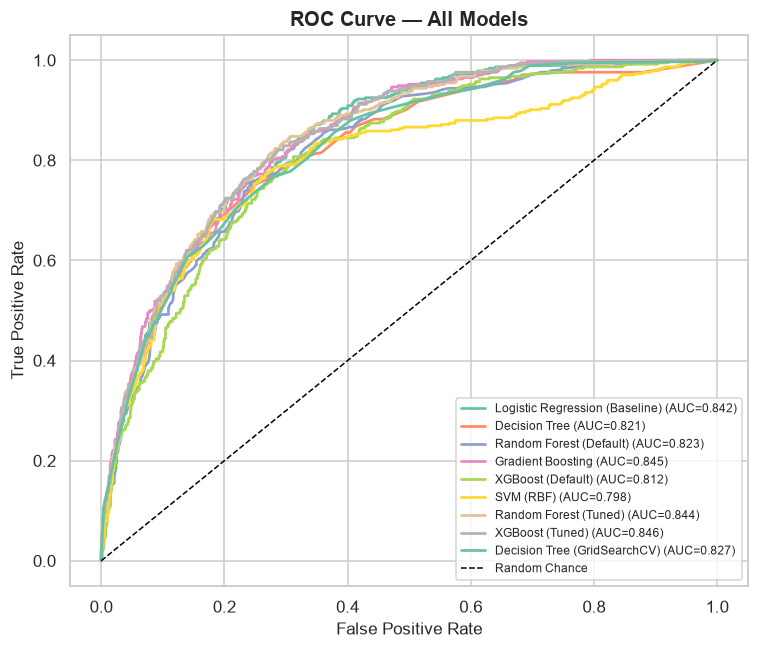 ROC Curve — All Models
True Positive Rate
1.0
0.8
0.6
0.4
0.2
0.0
Logistic Regression (Baseline) (AUC=0.842)
Decision Tree (AUC=0.821)
Random Forest (Default) (AUC=0.823)
Gradient Boosting (AUC=0.845)
XGBoost (Default) (AUC=0.812)
SVM (RBF) (AUC=0.798)
Random Forest (Tuned) (AUC=0.844)
XGBoost (Tuned) (AUC=0.846)
Decision Tree (GridSearchCV) (AUC=0.827)
Random Chance
0.0 0.2 0.4 0.6 0.8 1.0
False Positive Rate